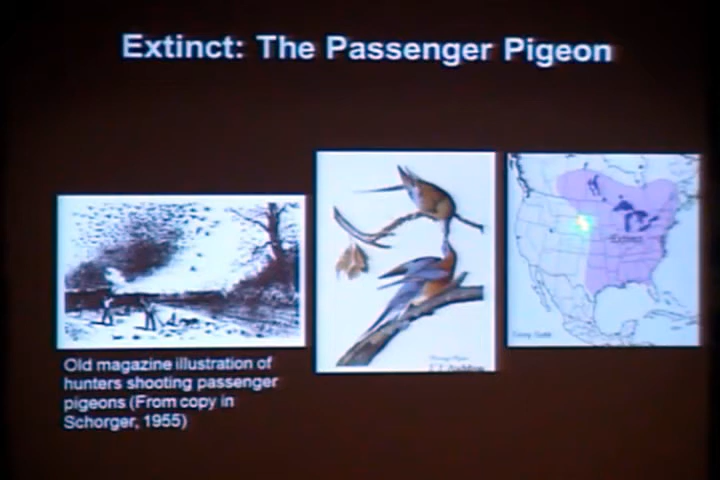 Extinct: The Passenger Pigeon
Old magazine illustration of
hunters shooting passenger
pigeons (From copy in
Schorger, 1955)
Extinct